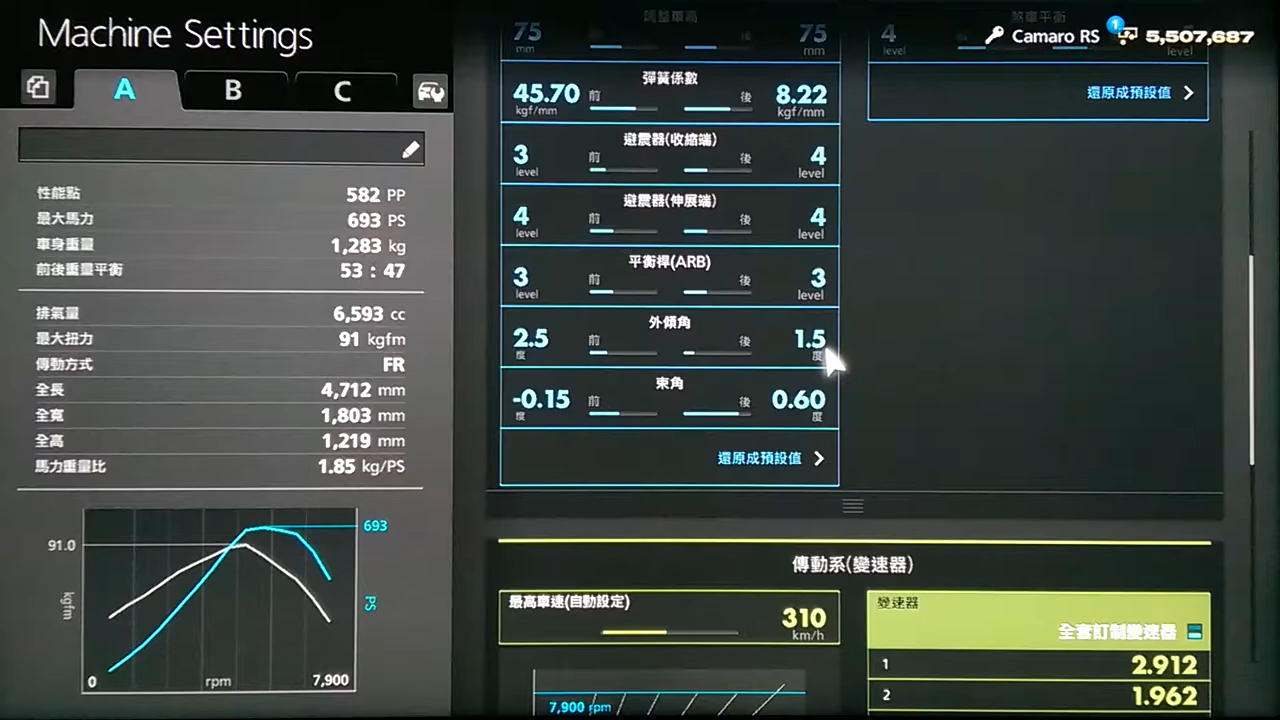 Machine Settings
Camaro RS
1
5,507,687
A
B
C
性能點 582 PP
最大馬力 693 PS
車身重量 1,283 kg
前後重量平衡 53 : 47
排氣量 6,593 cc
最大扭力 91 kgfm
傳動方式 FR
全長 4,712 mm
全寬 1,803 mm
全高 1,219 mm
馬力重量比 1.85 kg/PS
693
91.0
kgfm
PS
0
rpm
7,900
調整車高
75 75
mm mm
彈簧係數
45.70 前 後 8.22
kgf/mm kgf/mm
避震器(收縮端)
3 前 後 4
level level
避震器(伸展端)
4 前 後 4
level level
平衡桿(ARB)
3 前 後 3
level level
外傾角
2.5 前 後 1.5
度 度
束角
-0.15 前 後 0.60
度 度
還原成預設值
煞車平衡
4
level level
還原成預設值
傳動系(變速器)
最高車速(自動設定)
310
km/h
7,900 rpm
變速器
全套訂制變速器
1 2.912
2 1.962